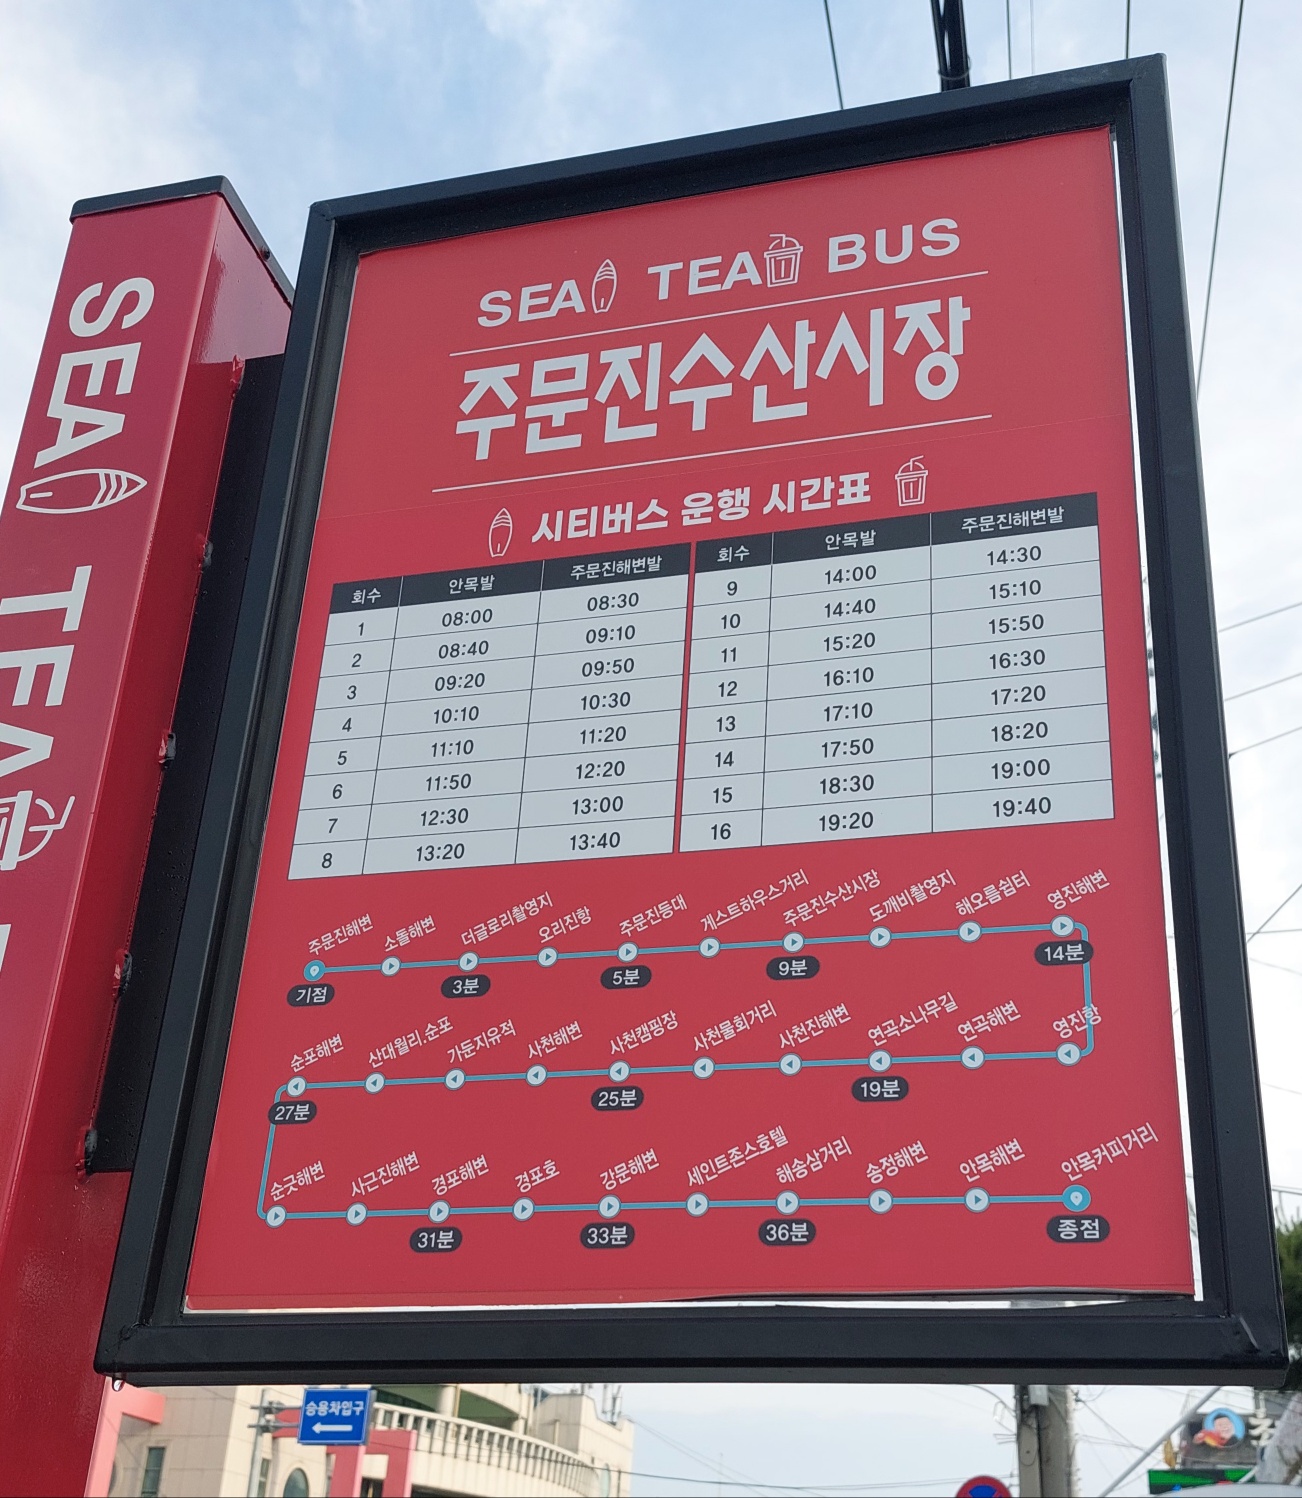 SEA TEA BUS
주문진수산시장
시티버스 운행 시간표
회수 안목발 주문진해변발 회수 안목발 주문진해변발
1 08:00 08:30 9 14:00 14:30
2 08:40 09:10 10 14:40 15:10
3 09:20 09:50 11 15:20 15:50
4 10:10 10:30 12 16:10 16:30
5 11:10 11:20 13 17:10 17:20
6 11:50 12:20 14 17:50 18:20
7 12:30 13:00 15 18:30 19:00
8 13:20 13:40 16 19:20 19:40
주문진해변 소돌해변 더글로리촬영지 오리진항 주문진등대 게스트하우스거리 주문진수산시장 도깨비촬영지 해오름쉼터 영진해변
기점 3분 5분 9분 14분
순포해변 산대월리.순포 가둔지유적 사천해변 사천캠핑장 사천물회거리 사천진해변 연곡소나무길 연곡해변 영진항
27분 25분 19분
순긋해변 사근진해변 경포해변 경포호 강문해변 세인트존스호텔 해송삼거리 송정해변 안목해변 안목커피거리
31분 33분 36분 종점
SEA TEA
승용차입구